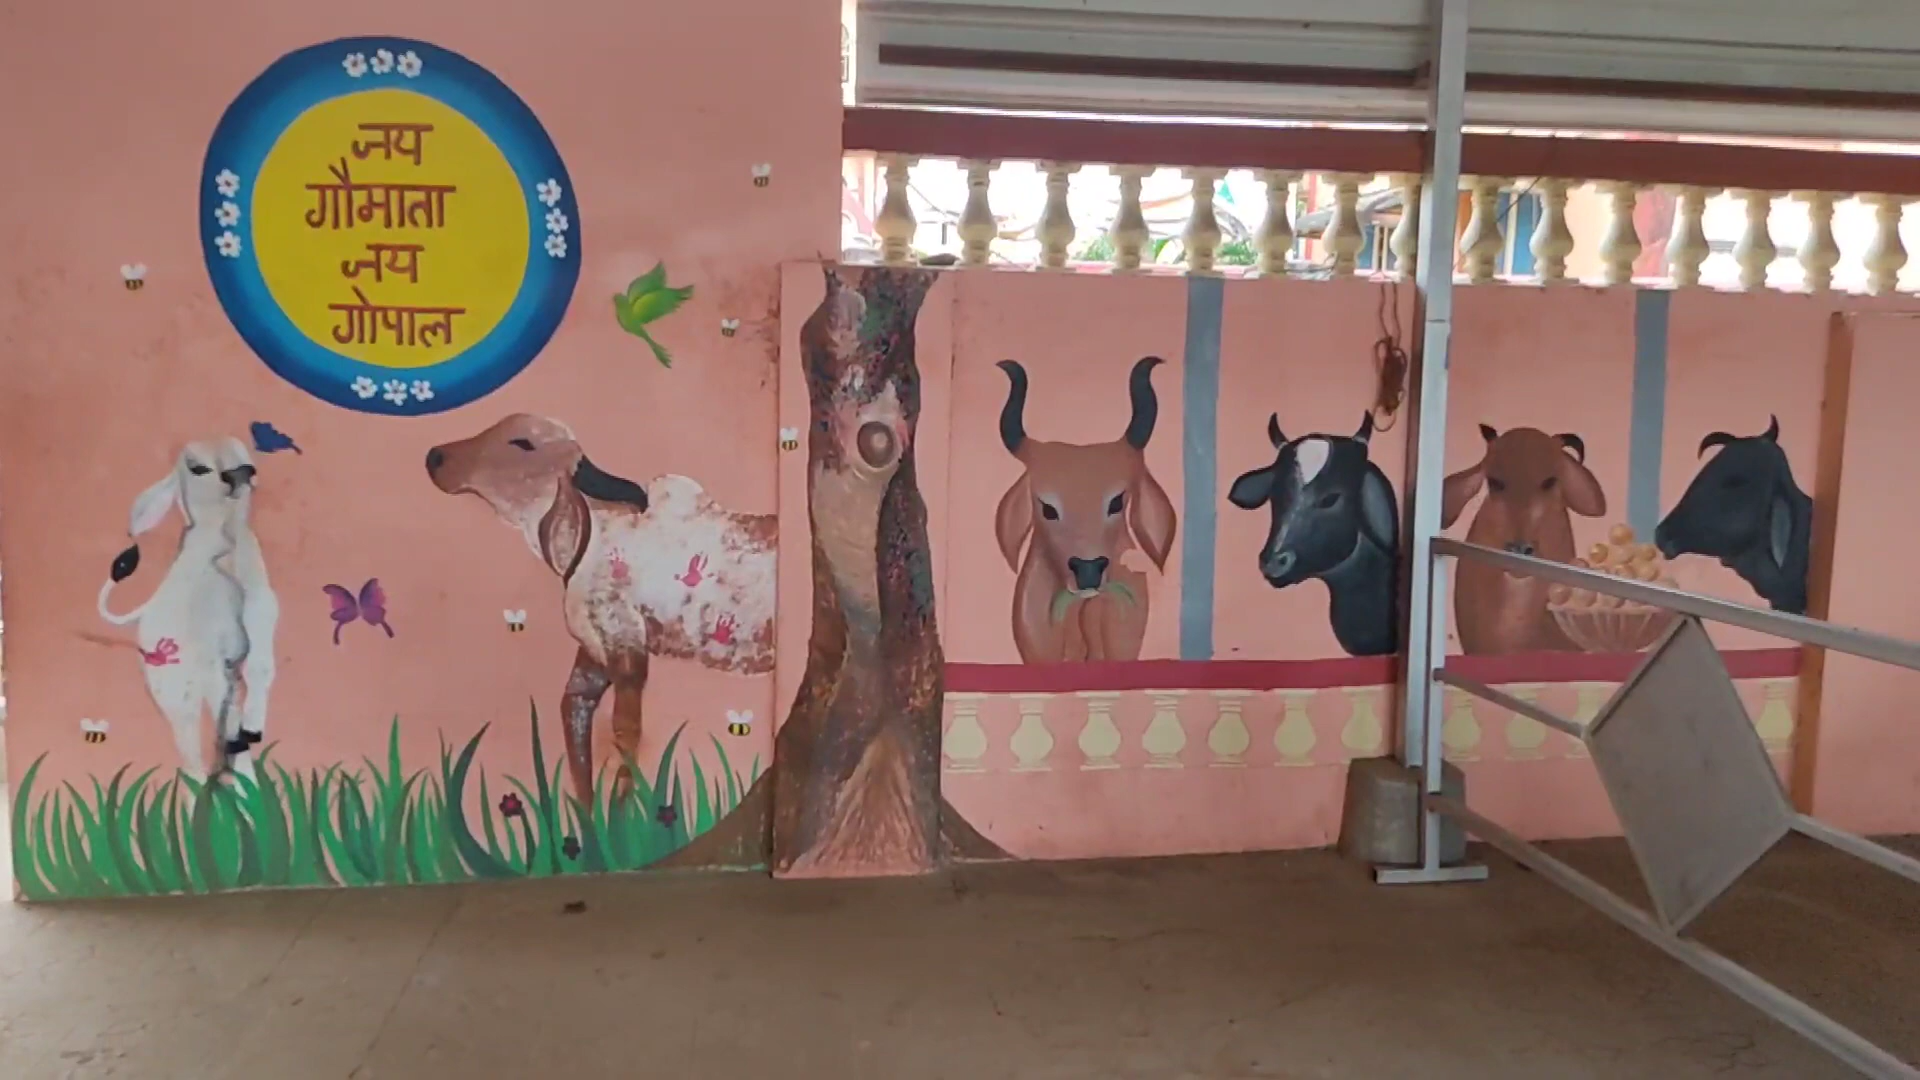 जय
गौमाता
जय
गोपाल